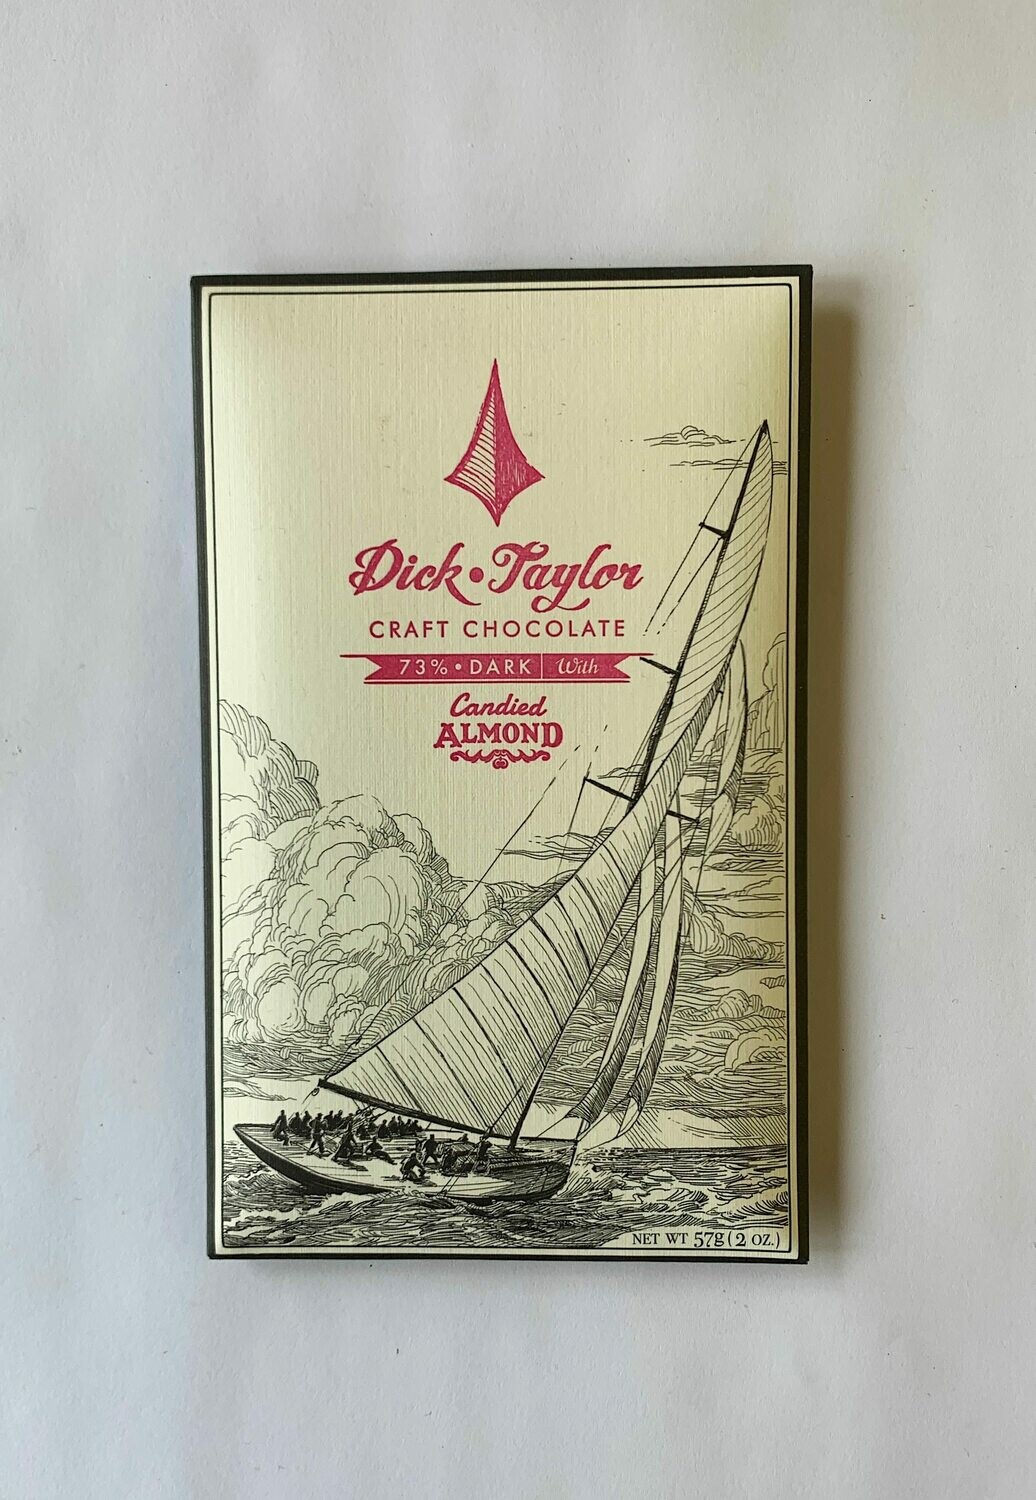 Dick • Taylor
CRAFT CHOCOLATE
73% • DARK With
Candied
ALMOND
NET WT 57g (2 OZ.)